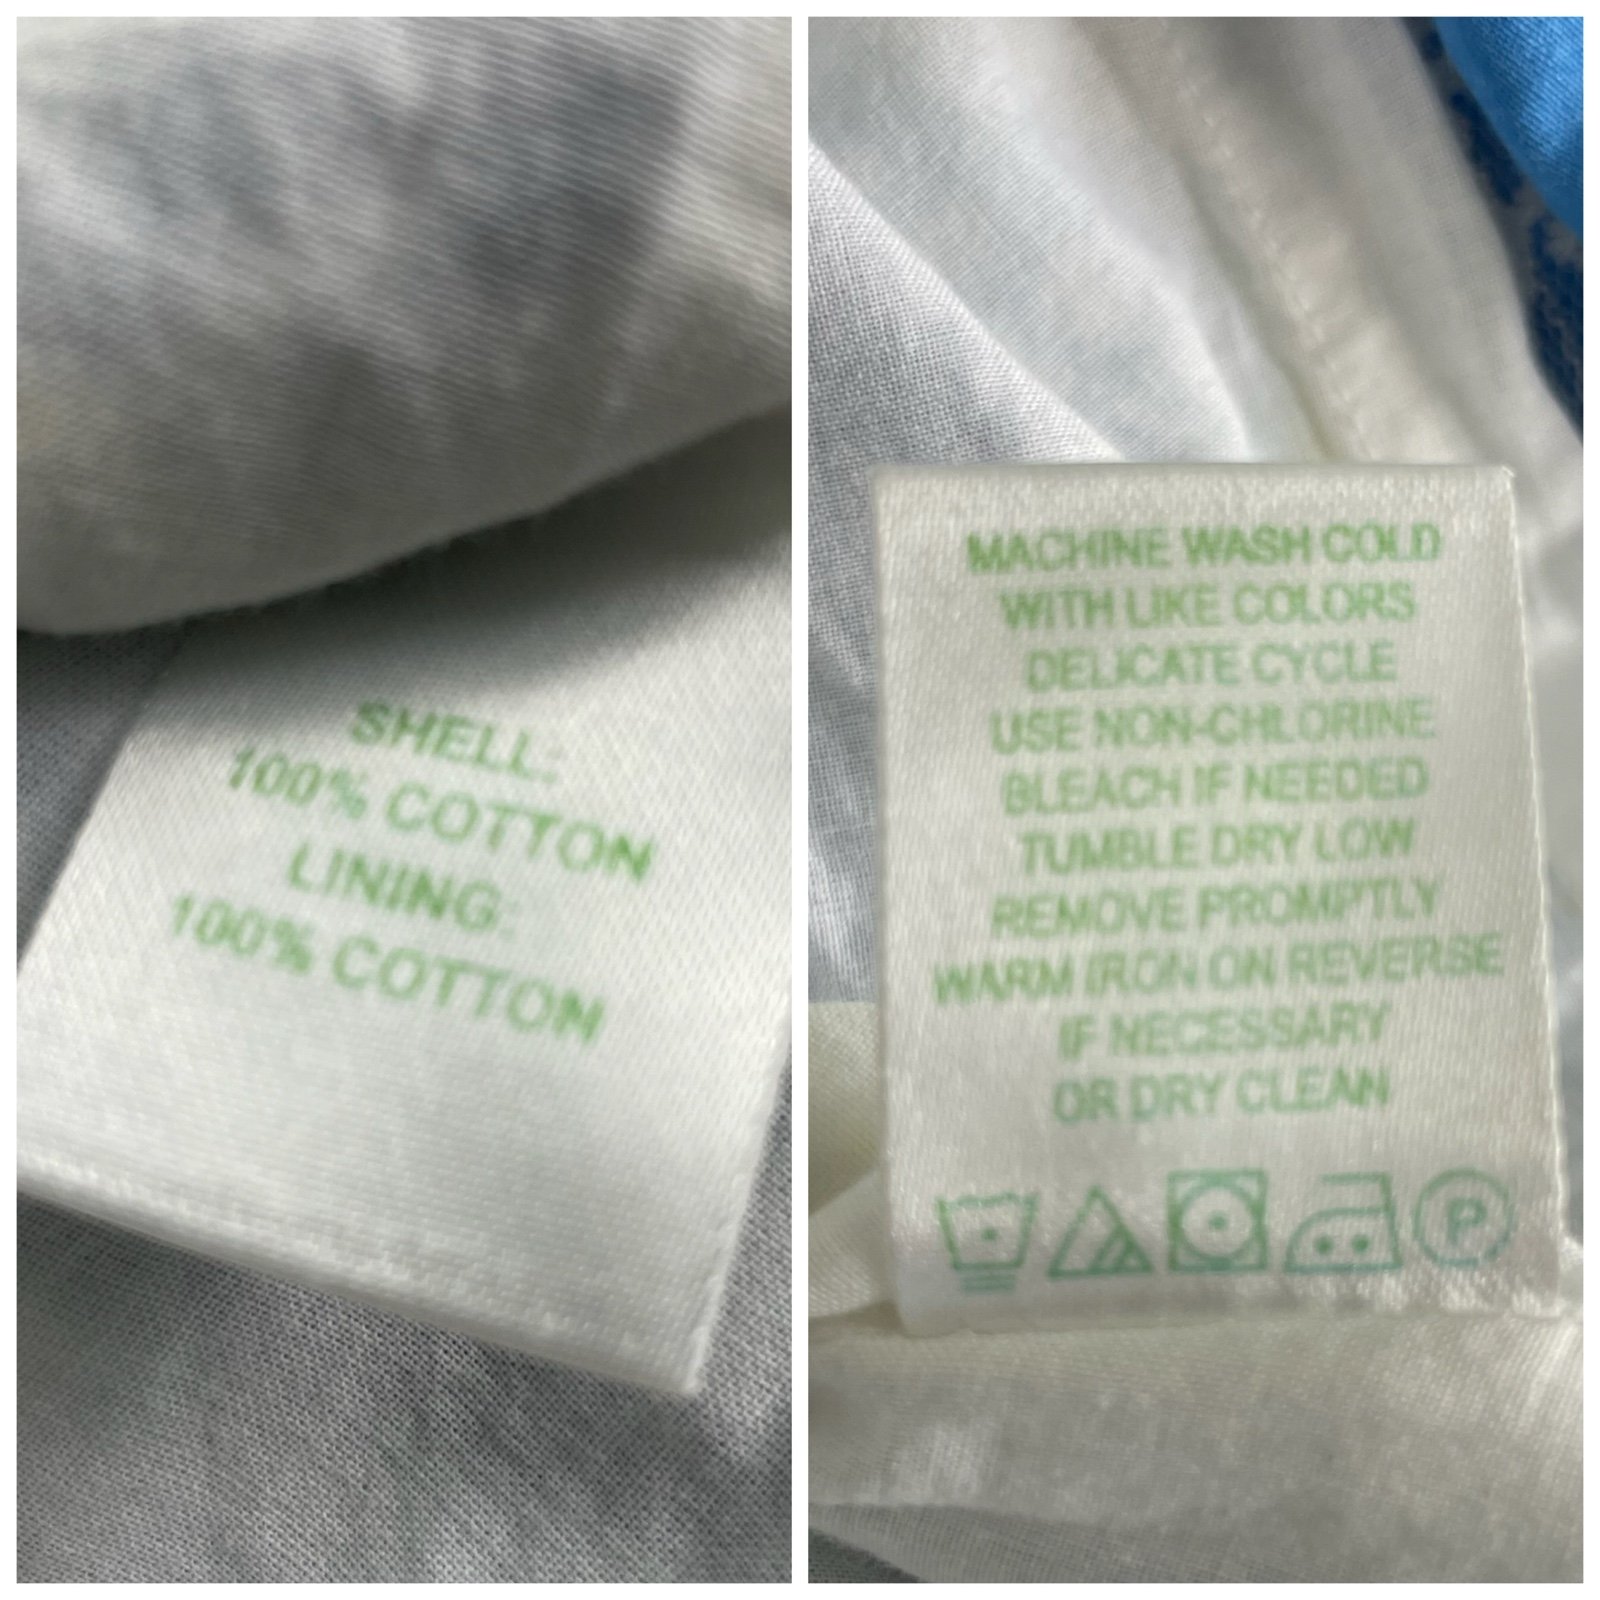 SHELL:
100% COTTON
LINING:
100% COTTON
MACHINE WASH COLD
WITH LIKE COLORS
DELICATE CYCLE
USE NON-CHLORINE
BLEACH IF NEEDED
TUMBLE DRY LOW
REMOVE PROMPTLY
WARM IRON ON REVERSE
IF NECESSARY
OR DRY CLEAN
P